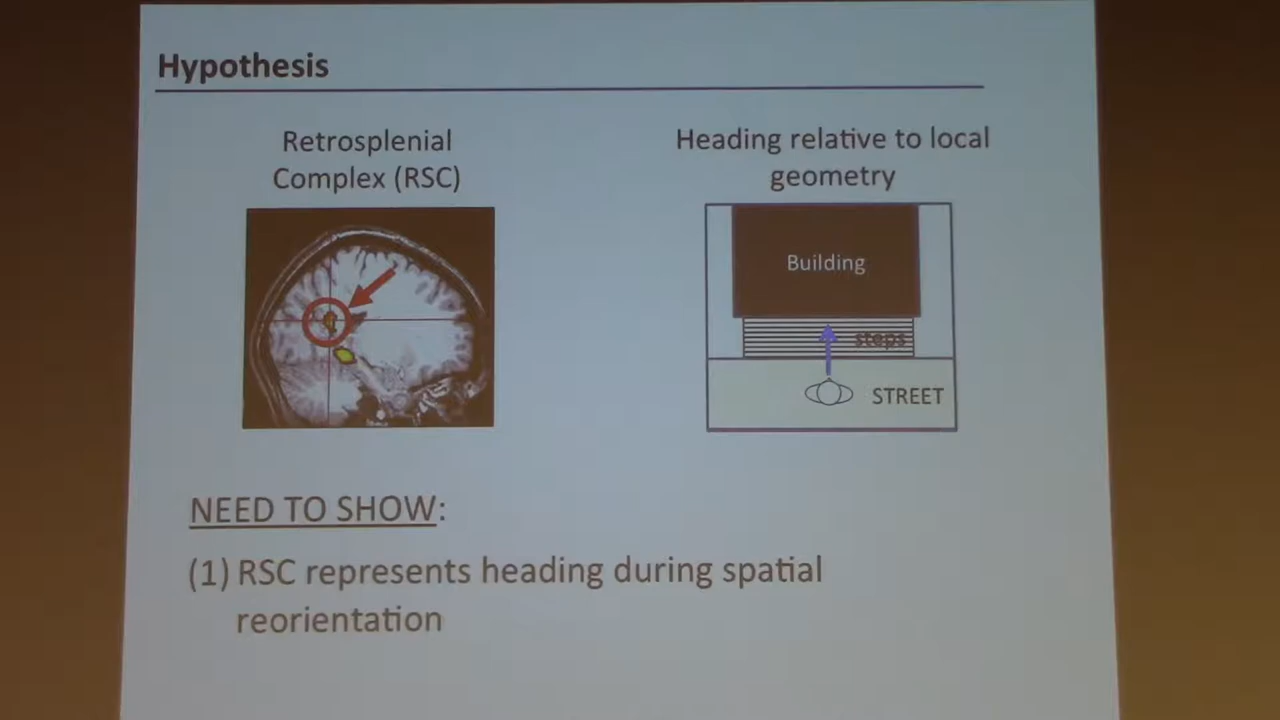 Hypothesis
Retrosplenial
Complex (RSC)
Heading relative to local
geometry
Building
steps
STREET
NEED TO SHOW:
(1) RSC represents heading during spatial
reorientation